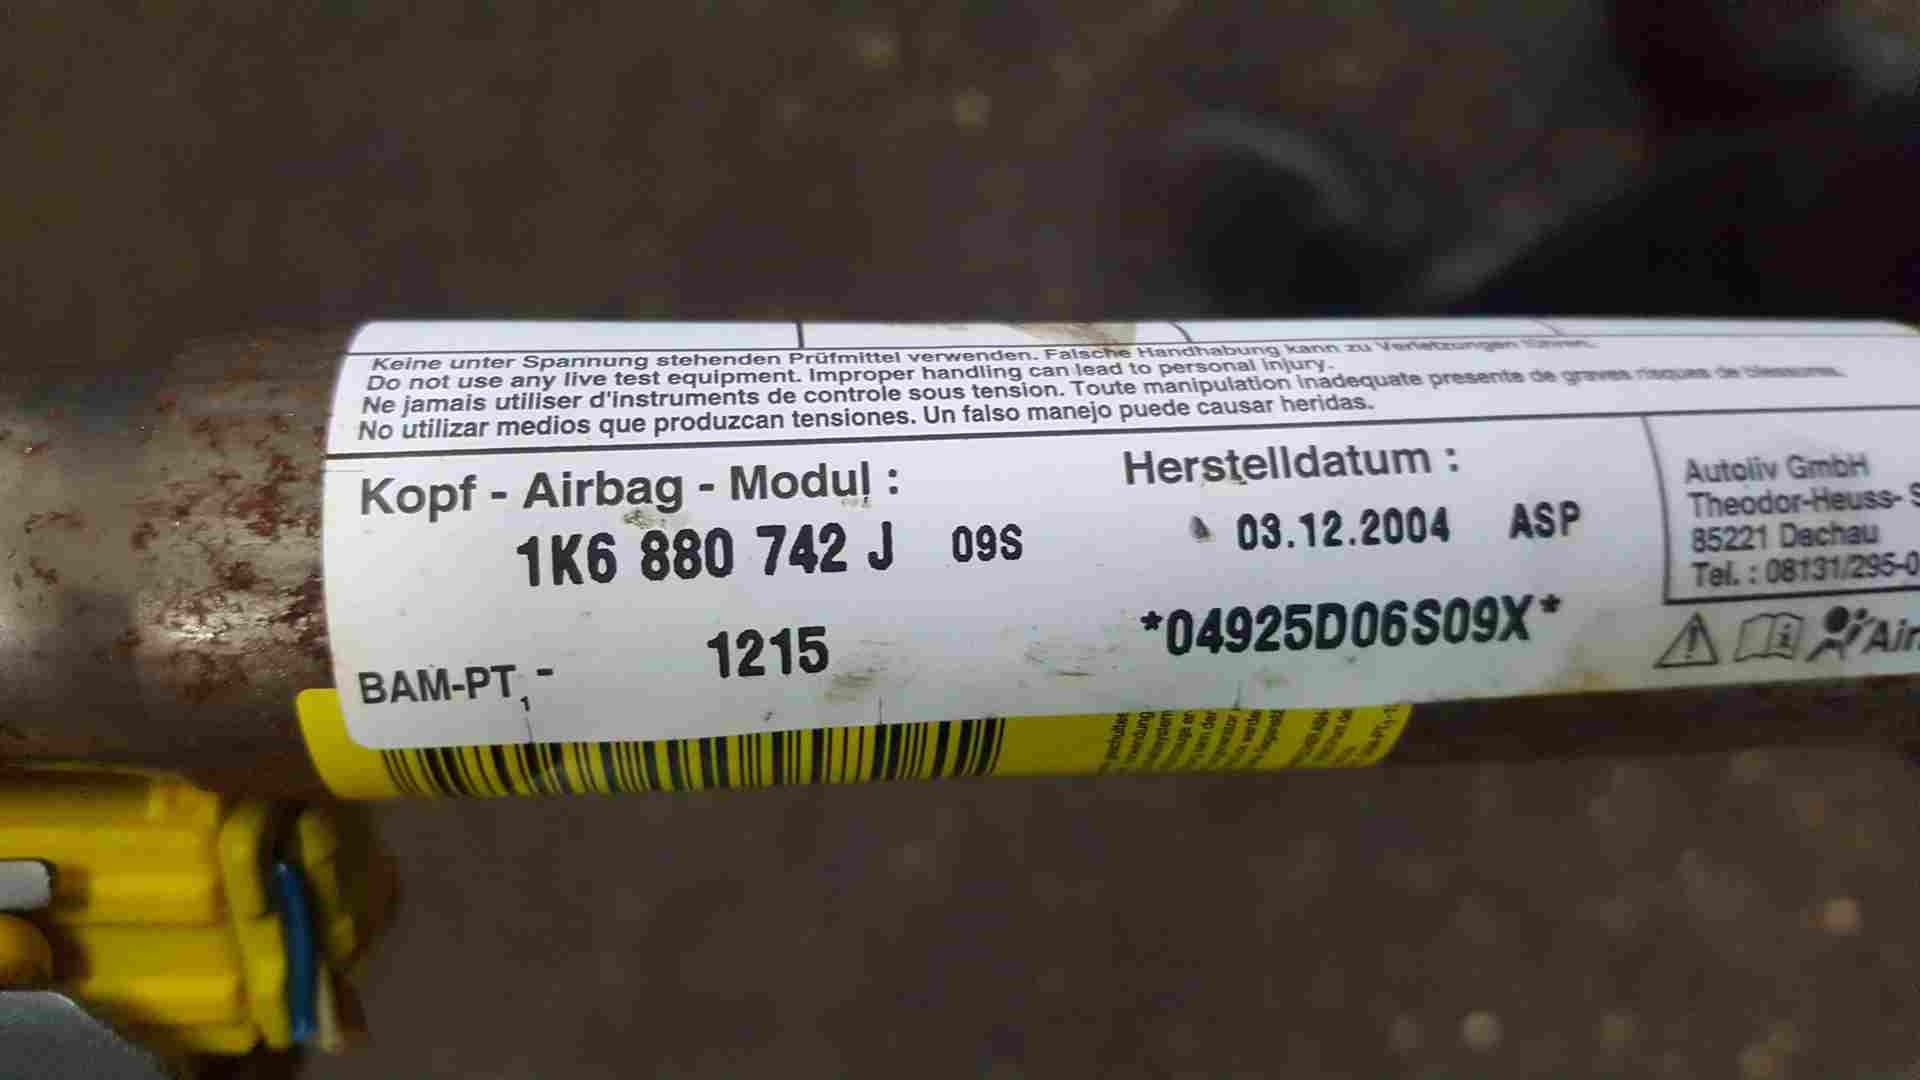 Keine unter Spannung stehenden Prüfmittel verwenden. Falsche Handhabung kann zu Verletzungen führen.
Do not use any live test equipment. Improper handling can lead to personal injury.
Ne jamais utiliser d'instruments de controle sous tension. Toute manipulation inadequate presente de graves risques de blessures.
No utilizar medios que produzcan tensiones. Un falso manejo puede causar heridas.
Kopf - Airbag - Modul :
1K6 880 742 J 09S
BAM-PT1 - 1215
Herstelldatum :
03.12.2004 ASP
*04925D06S09X*
Autoliv GmbH
Theodor-Heuss- S
85221 Dachau
Tel. : 08131/295-0
Air